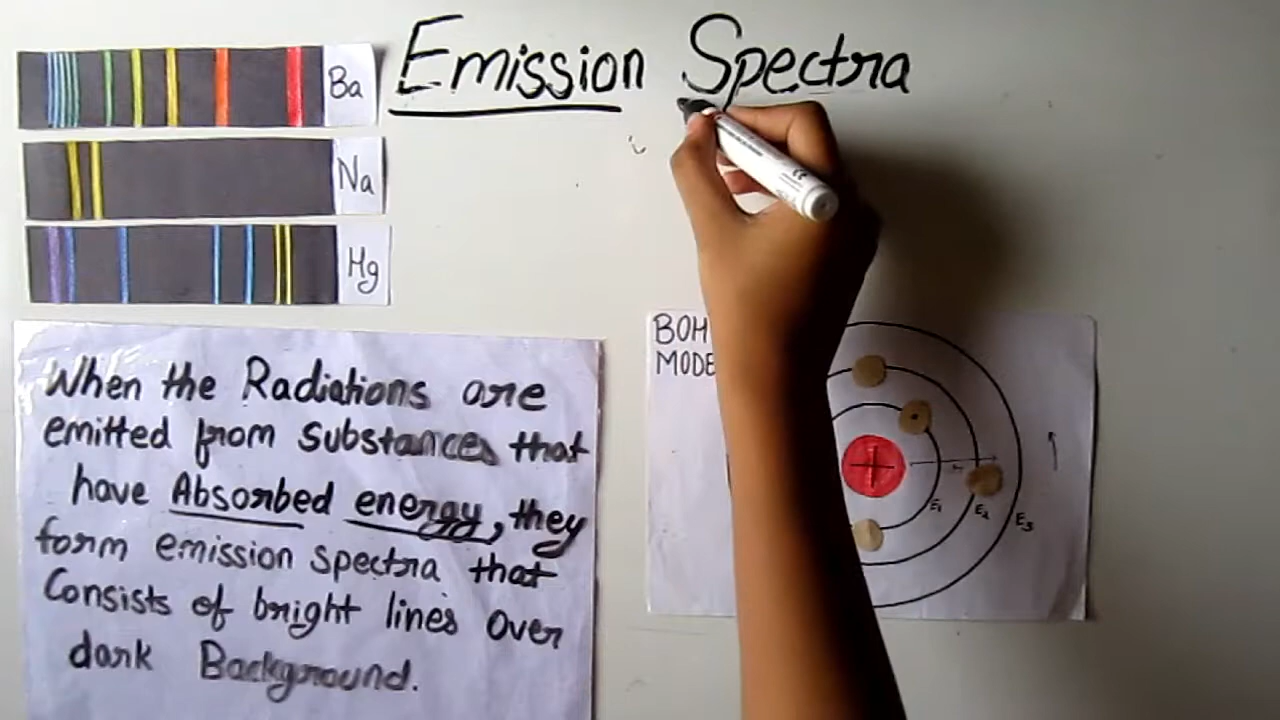 Emission Spectra
Ba
Na
Hg
When the Radiations are
emitted from substances that
have Absorbed energy, they
form emission spectra that
Consists of bright lines over
dark Background.
BOH
MODE
+
E1
E2
E3